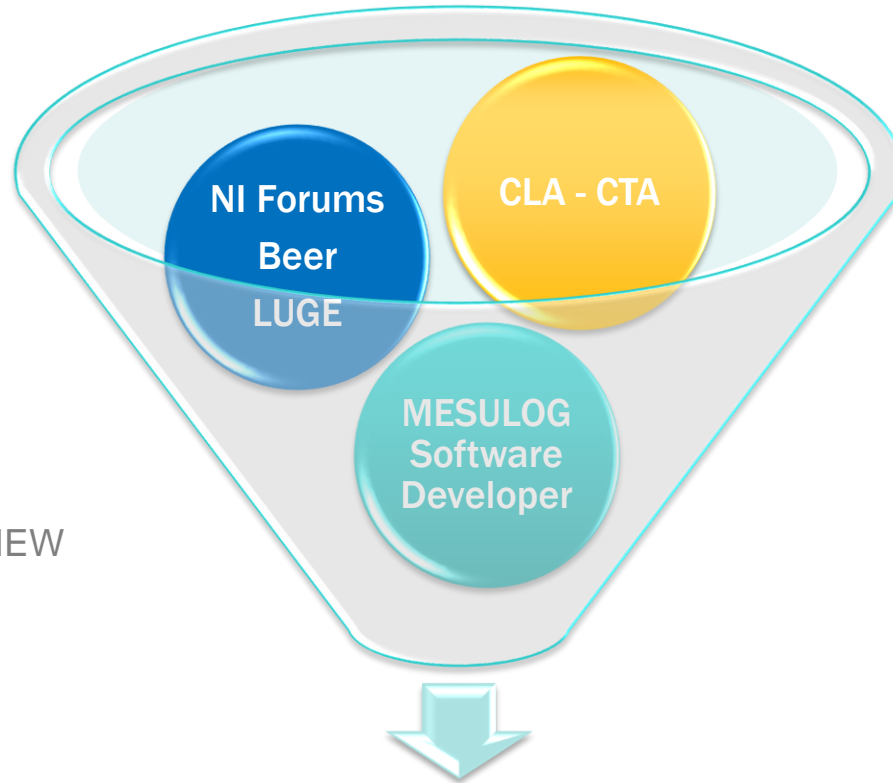 NI Forums
Beer
LUGE
CLA - CTA
MESULOG
Software
Developer